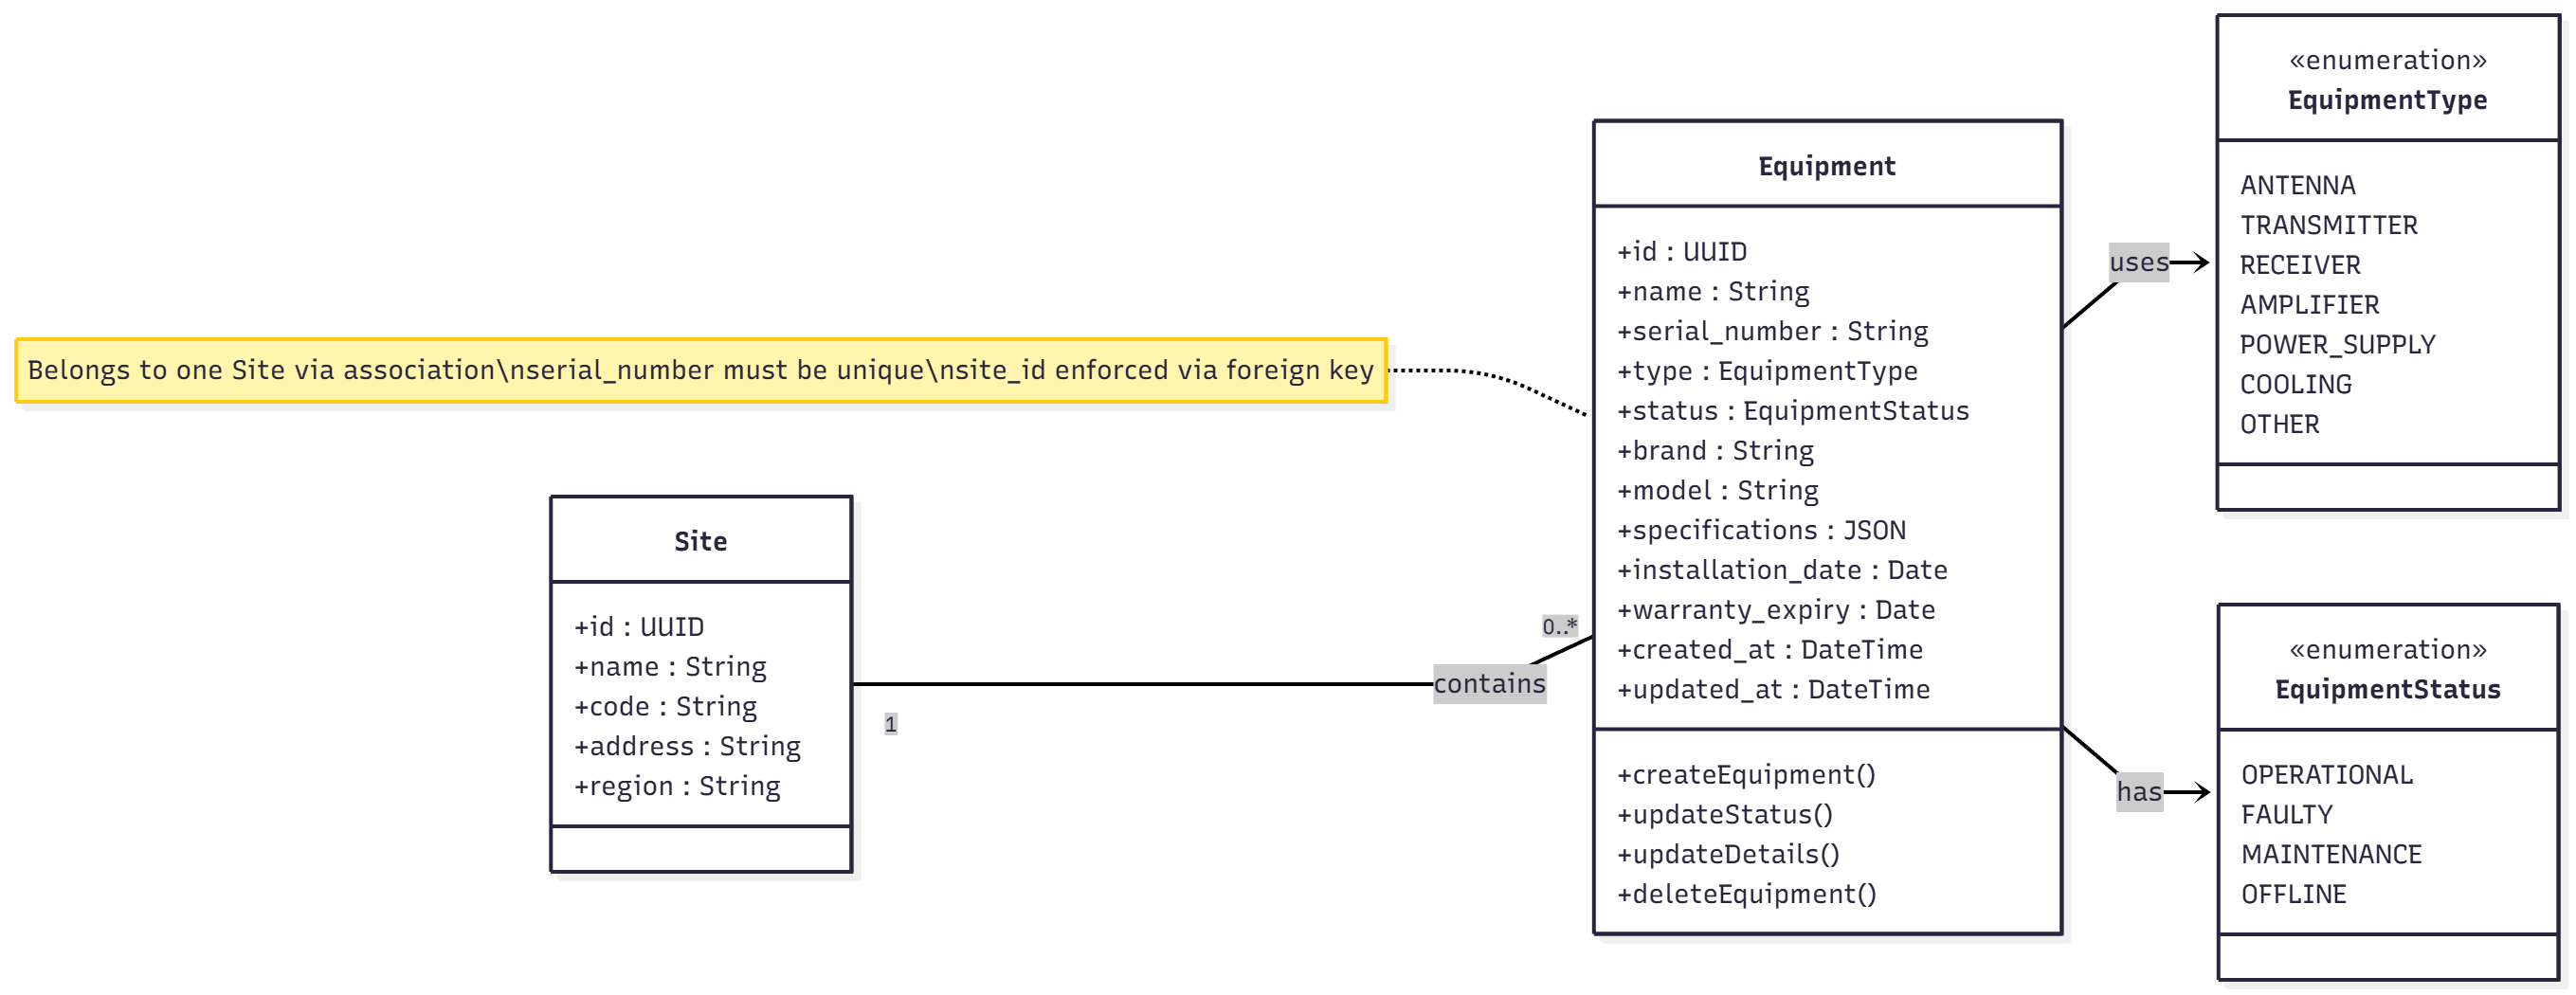 Belongs to one Site via association\nserial_number must be unique\nsite_id enforced via foreign key
Site
+id : UUID
+name : String
+code : String
+address : String
+region : String
1
contains
0..*
Equipment
+id : UUID
+name : String
+serial_number : String
+type : EquipmentType
+status : EquipmentStatus
+brand : String
+model : String
+specifications : JSON
+installation_date : Date
+warranty_expiry : Date
+created_at : DateTime
+updated_at : DateTime
+createEquipment()
+updateStatus()
+updateDetails()
+deleteEquipment()
uses
has
«enumeration»
EquipmentType
ANTENNA
TRANSMITTER
RECEIVER
AMPLIFIER
POWER_SUPPLY
COOLING
OTHER
«enumeration»
EquipmentStatus
OPERATIONAL
FAULTY
MAINTENANCE
OFFLINE